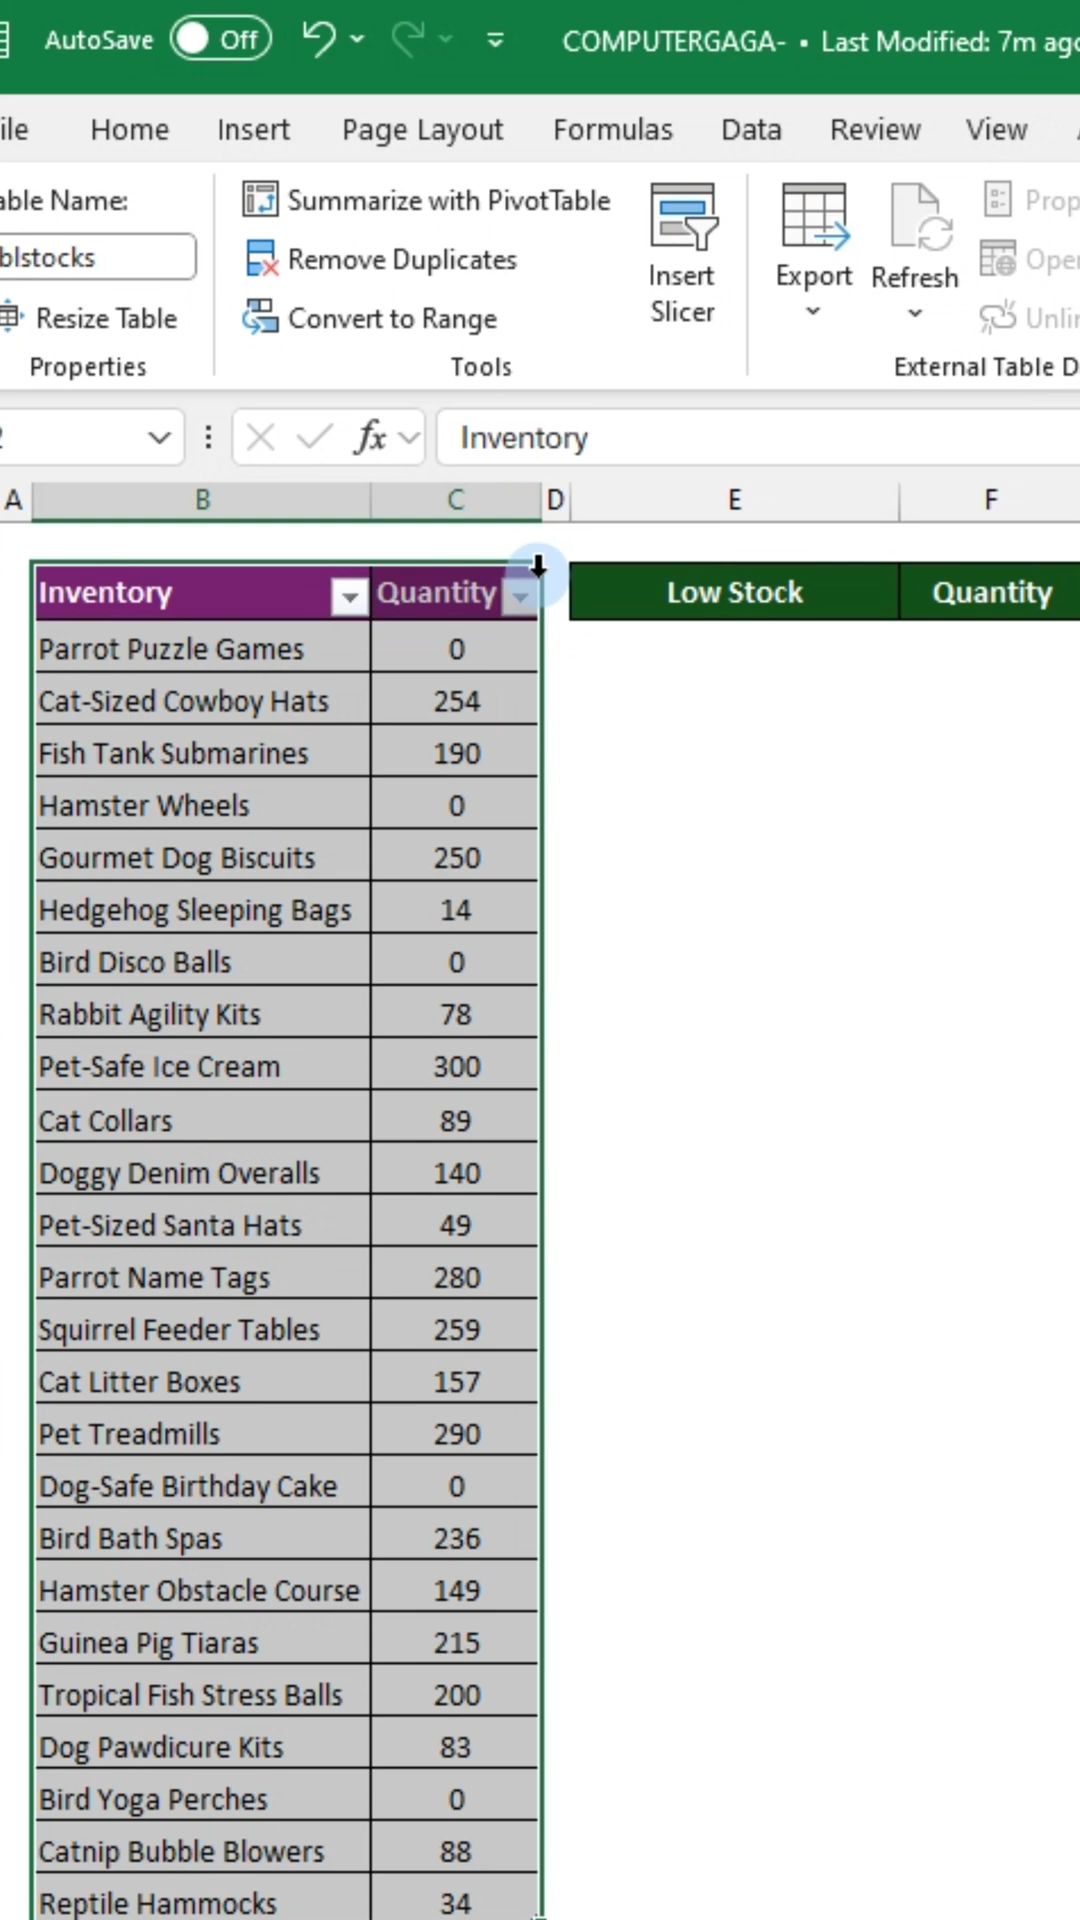 AutoSave Off COMPUTERGAGA- • Last Modified: 7m ago
ile Home Insert Page Layout Formulas Data Review View
able Name: Summarize with PivotTable Prop
blstocks Remove Duplicates Insert Slicer Export Refresh Open
Resize Table Convert to Range Unlin
Properties Tools External Table D
2 fx Inventory
A B C D E F
Inventory Quantity Low Stock Quantity
Parrot Puzzle Games 0
Cat-Sized Cowboy Hats 254
Fish Tank Submarines 190
Hamster Wheels 0
Gourmet Dog Biscuits 250
Hedgehog Sleeping Bags 14
Bird Disco Balls 0
Rabbit Agility Kits 78
Pet-Safe Ice Cream 300
Cat Collars 89
Doggy Denim Overalls 140
Pet-Sized Santa Hats 49
Parrot Name Tags 280
Squirrel Feeder Tables 259
Cat Litter Boxes 157
Pet Treadmills 290
Dog-Safe Birthday Cake 0
Bird Bath Spas 236
Hamster Obstacle Course 149
Guinea Pig Tiaras 215
Tropical Fish Stress Balls 200
Dog Pawdicure Kits 83
Bird Yoga Perches 0
Catnip Bubble Blowers 88
Reptile Hammocks 34